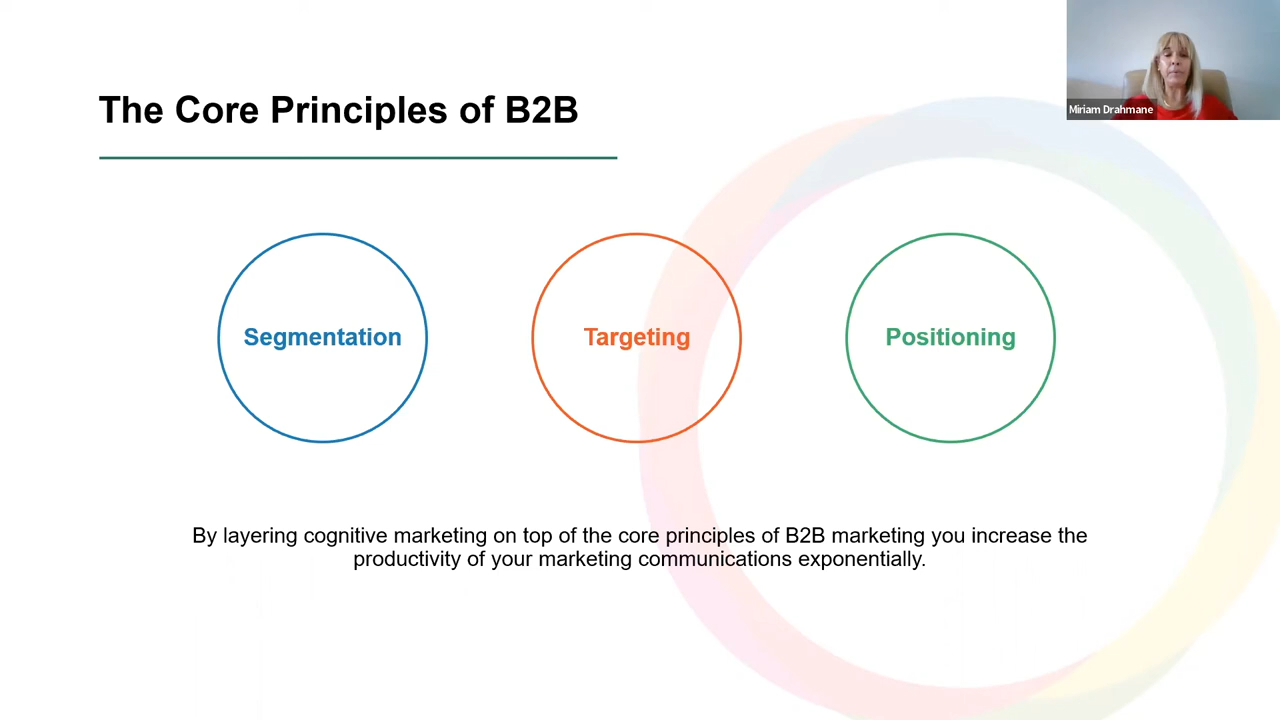 The Core Principles of B2B
Miriam Drahmane
Segmentation
Targeting
Positioning
By layering cognitive marketing on top of the core principles of B2B marketing you increase the
productivity of your marketing communications exponentially.